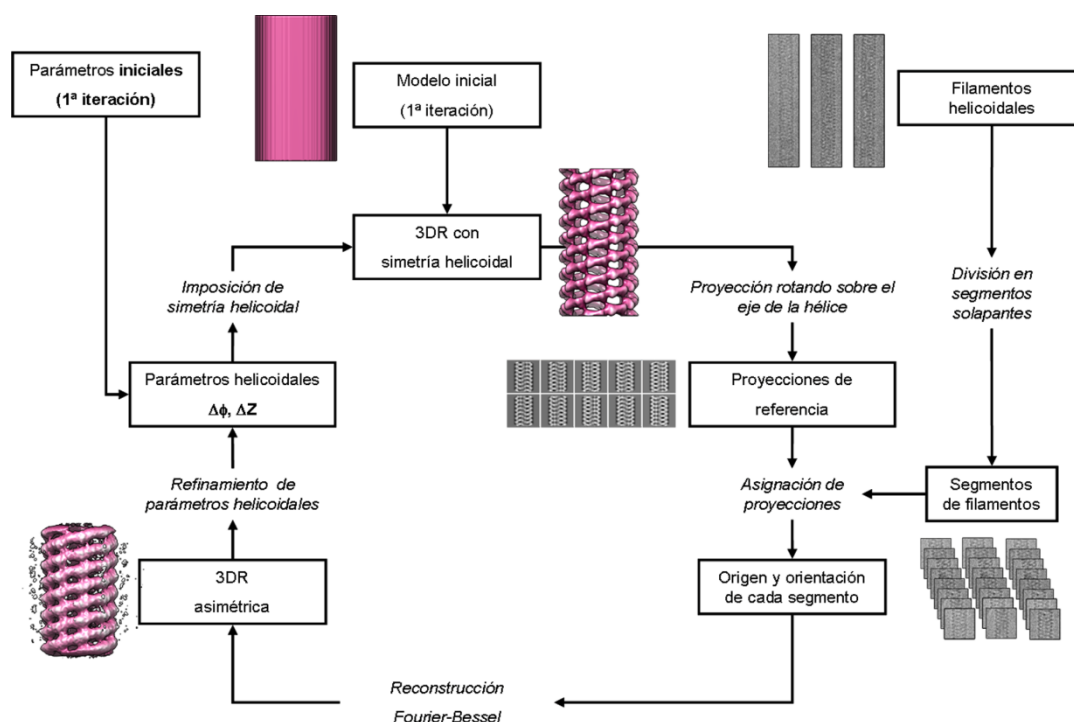 Parámetros iniciales
(1ª iteración)
Modelo inicial
(1ª iteración)
Filamentos
helicoidales
3DR con
simetría helicoidal
Imposición de
simetría helicoidal
Proyección rotando sobre el
eje de la hélice
División en
segmentos
solapantes
Parámetros helicoidales
Δϕ, ΔZ
Proyecciones de
referencia
Refinamiento de
parámetros helicoidales
Asignación de
proyecciones
Segmentos
de filamentos
3DR
asimétrica
Origen y orientación
de cada segmento
Reconstrucción
Fourier-Bessel